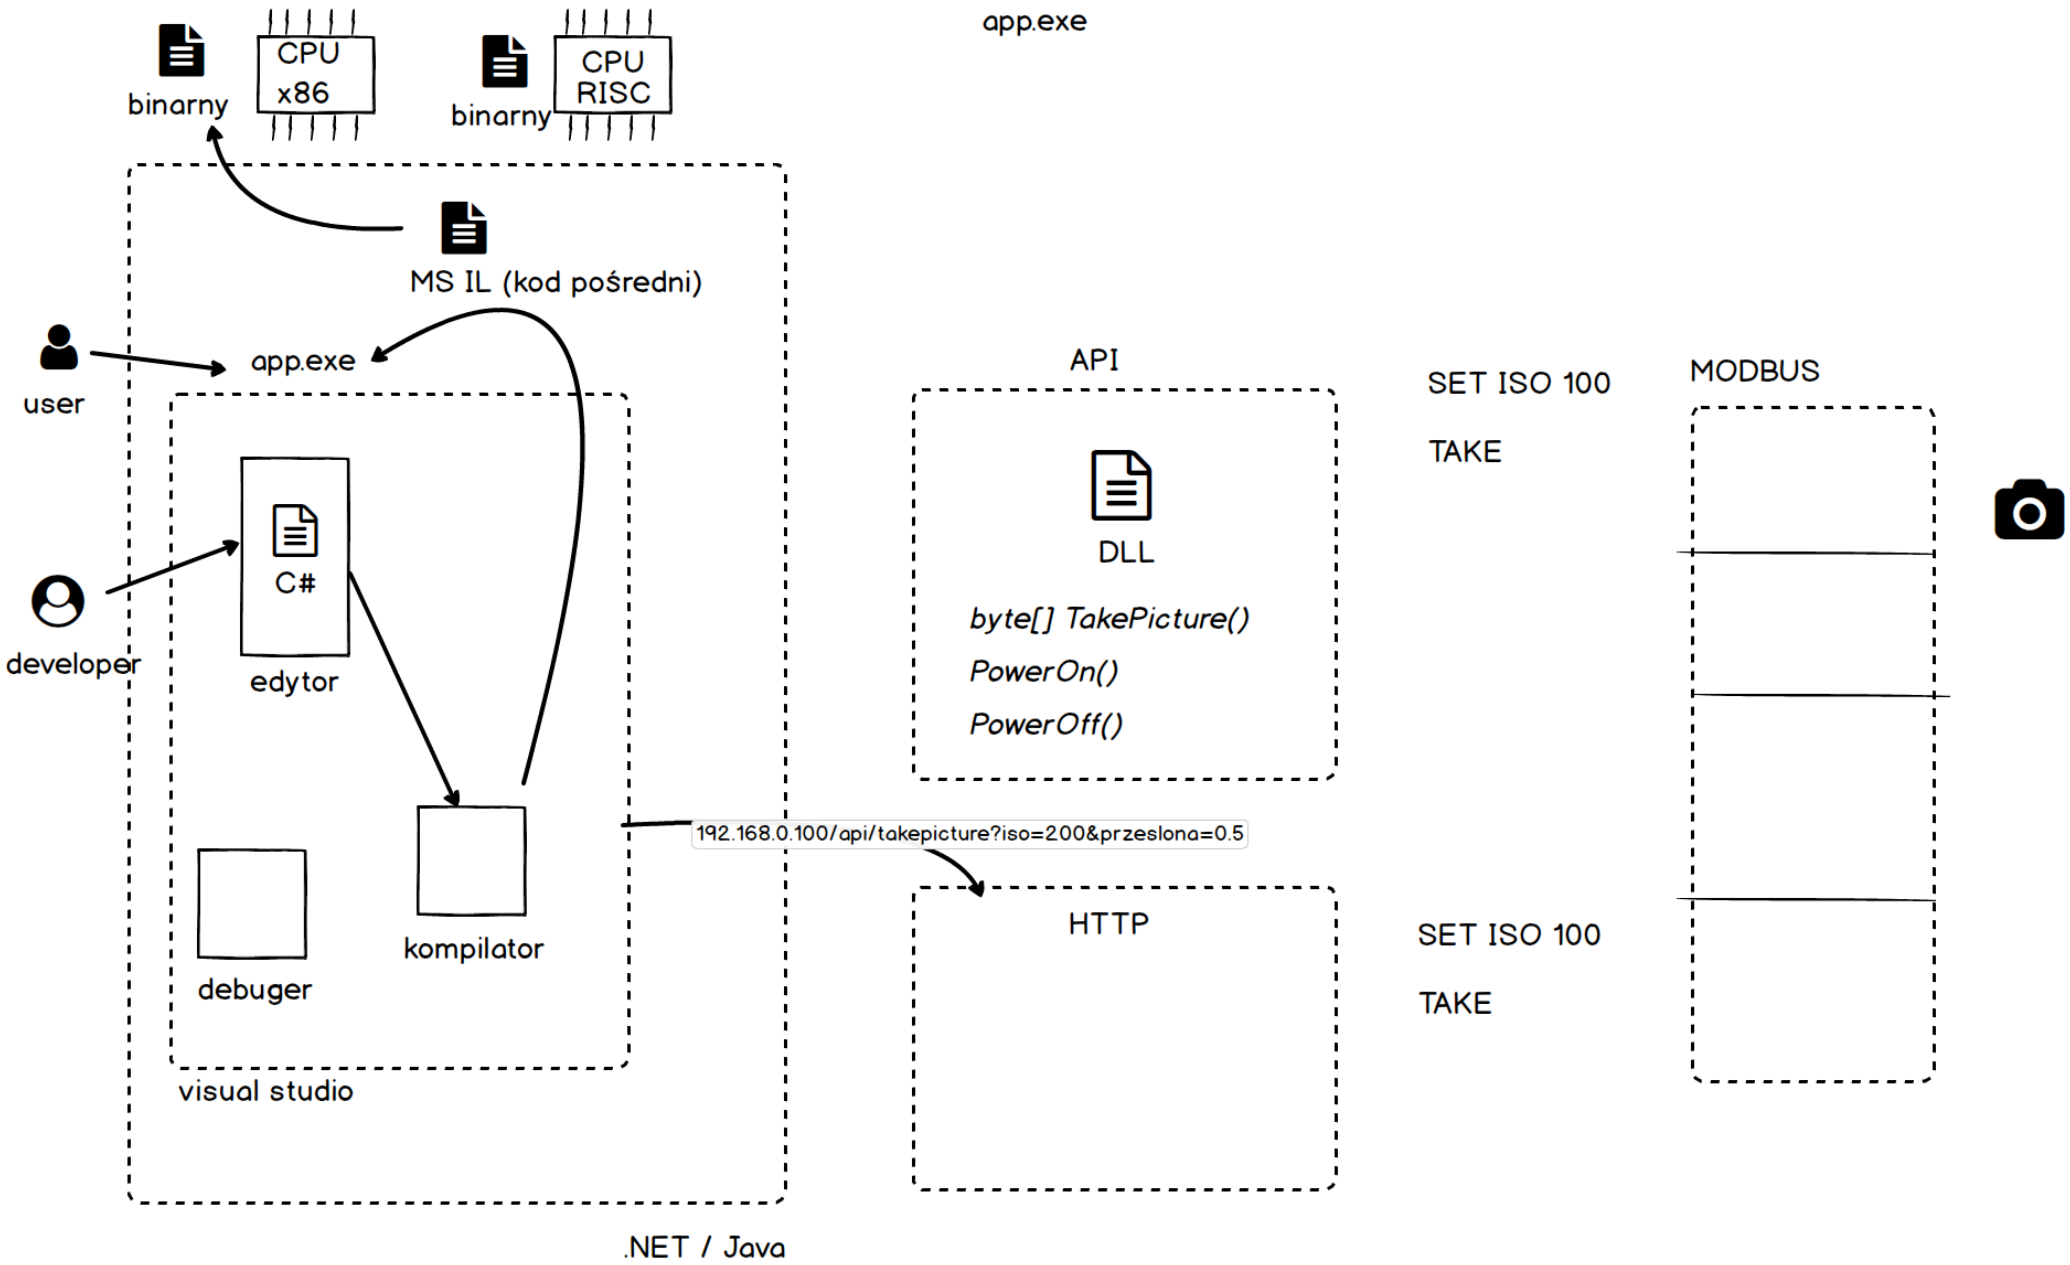 app.exe
CPU
x86
binarny
CPU
RISC
binarny
MS IL (kod pośredni)
app.exe
user
C#
edytor
developer
kompilator
debuger
visual studio
.NET / Java
API
DLL
byte[] TakePicture()
PowerOn()
PowerOff()
192.168.0.100/api/takepicture?iso=200&przeslona=0.5
HTTP
SET ISO 100
TAKE
SET ISO 100
TAKE
MODBUS